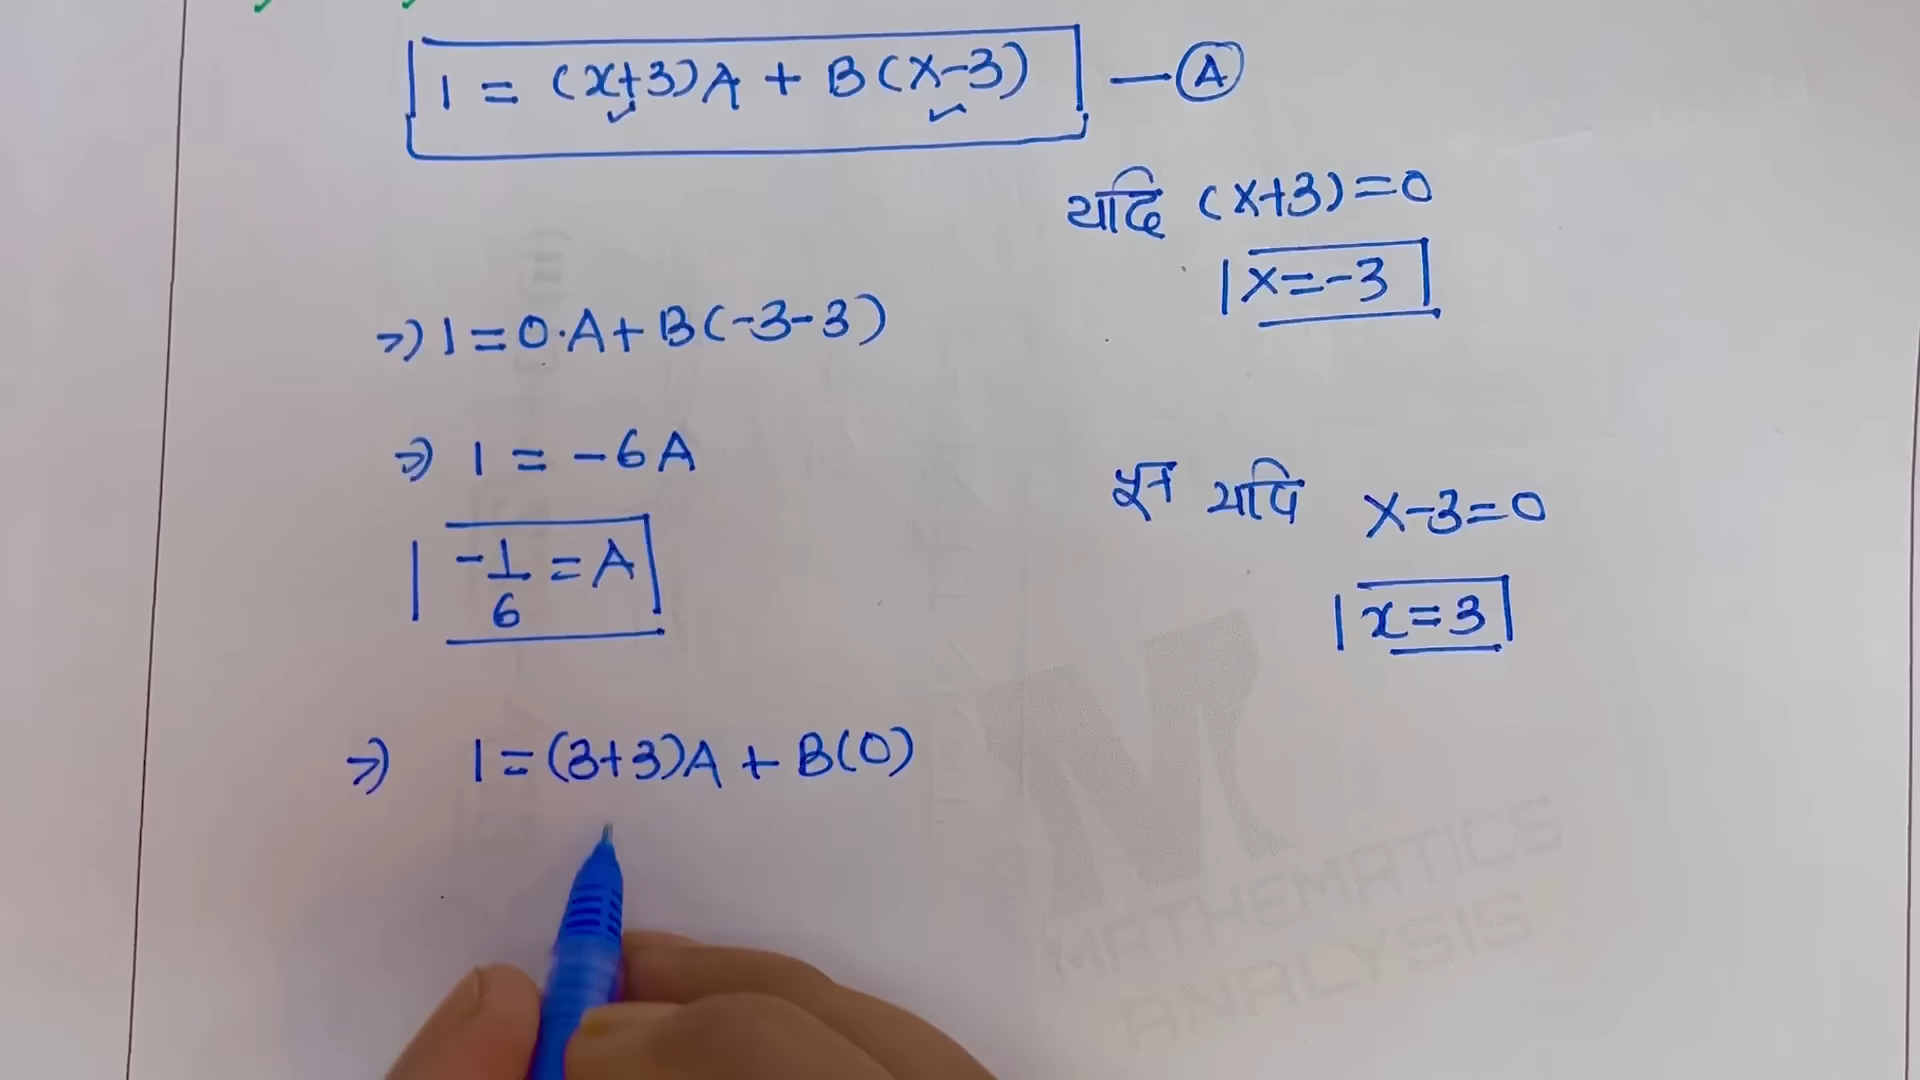 1 = (x+3)A + B(x-3) — Ⓐ
यदि (x+3)=0
x=-3
⇒ 1=0·A+B(-3-3)
⇒ 1 = -6A
-1/6 = A
यदि x-3=0
x=3
⇒ 1=(3+3)A + B(0)
MATHEMATICS
ANALYSIS